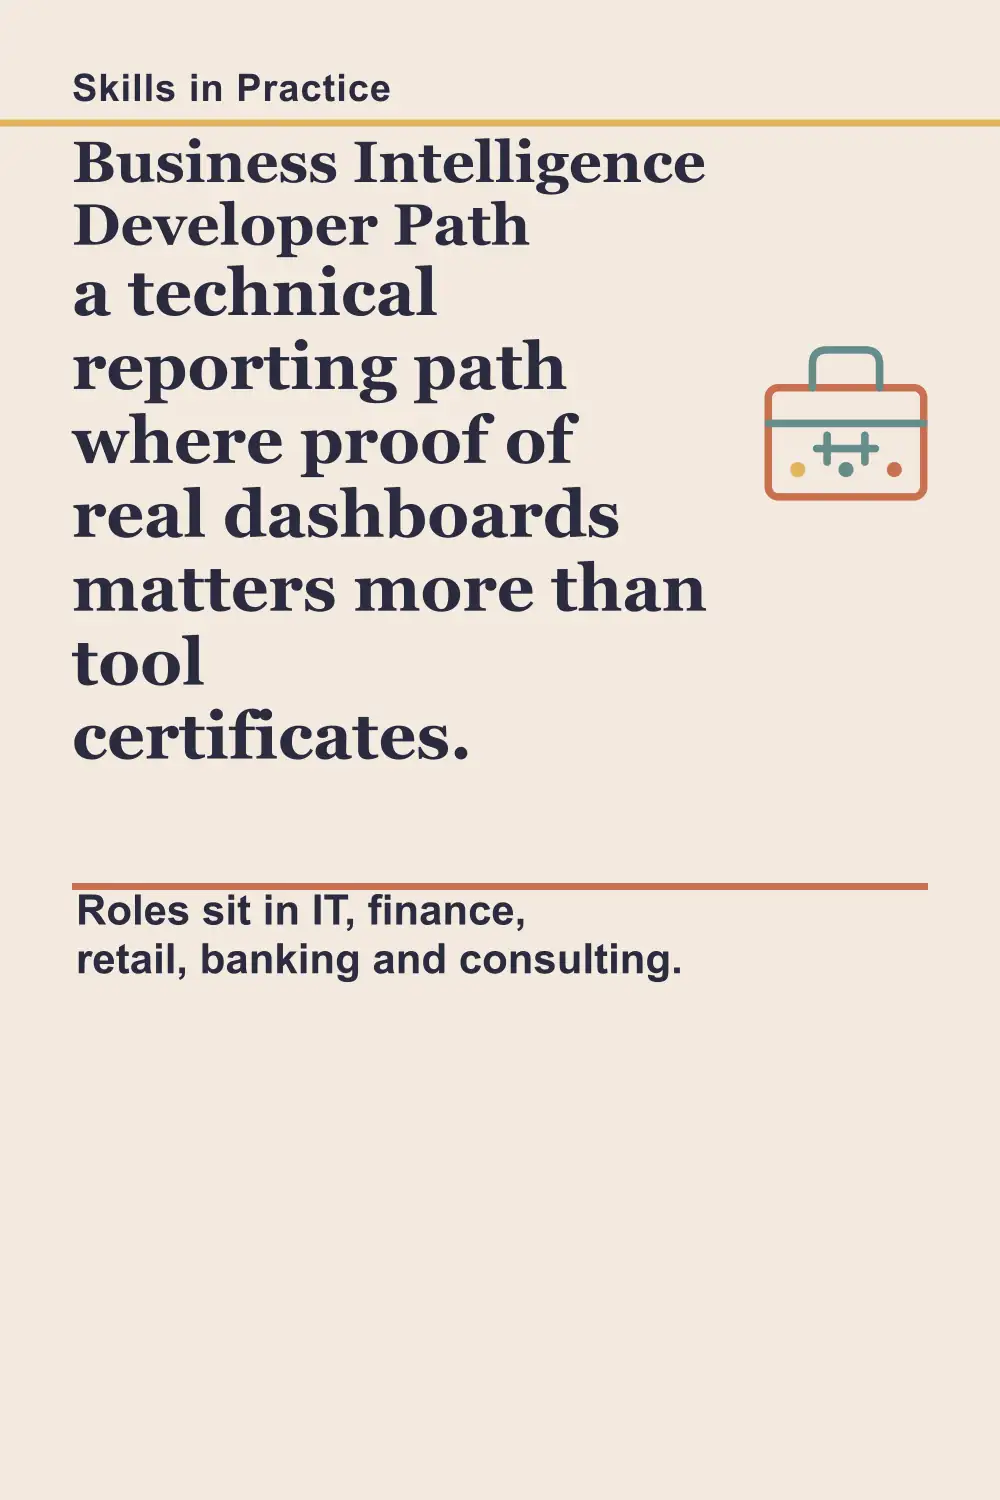 Skills in Practice
Business Intelligence
Developer Path
a technical
reporting path
where proof of
real dashboards
matters more than
tool
certificates.
Roles sit in IT, finance,
retail, banking and consulting.